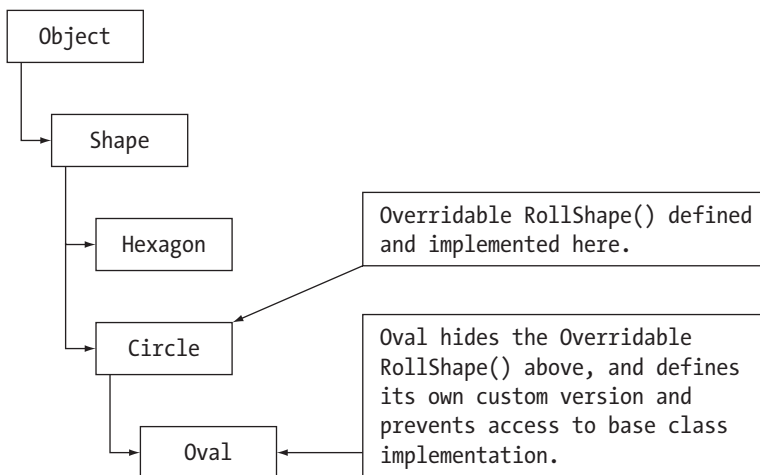 Object
Shape
Hexagon
Overridable RollShape() defined
and implemented here.
Circle
Oval hides the Overridable
RollShape() above, and defines
its own custom version and
prevents access to base class
implementation.
Oval